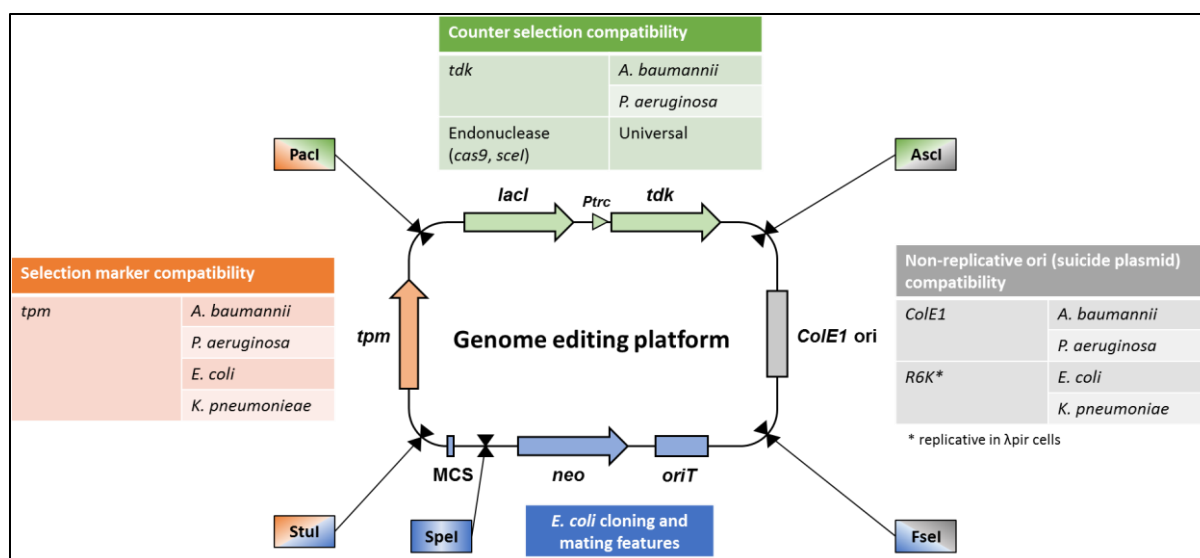 Counter selection compatibility
tdk
A. baumannii
P. aeruginosa
Endonuclease
(cas9, sceI)
Universal
PacI
AscI
lacI
Ptrc
tdk
Selection marker compatibility
tpm
A. baumannii
P. aeruginosa
E. coli
K. pneumonieae
tpm
Genome editing platform
ColE1 ori
Non-replicative ori (suicide plasmid)
compatibility
ColE1
A. baumannii
P. aeruginosa
R6K*
E. coli
K. pneumoniae
* replicative in λpir cells
MCS
neo
oriT
StuI
SpeI
E. coli cloning and
mating features
FseI